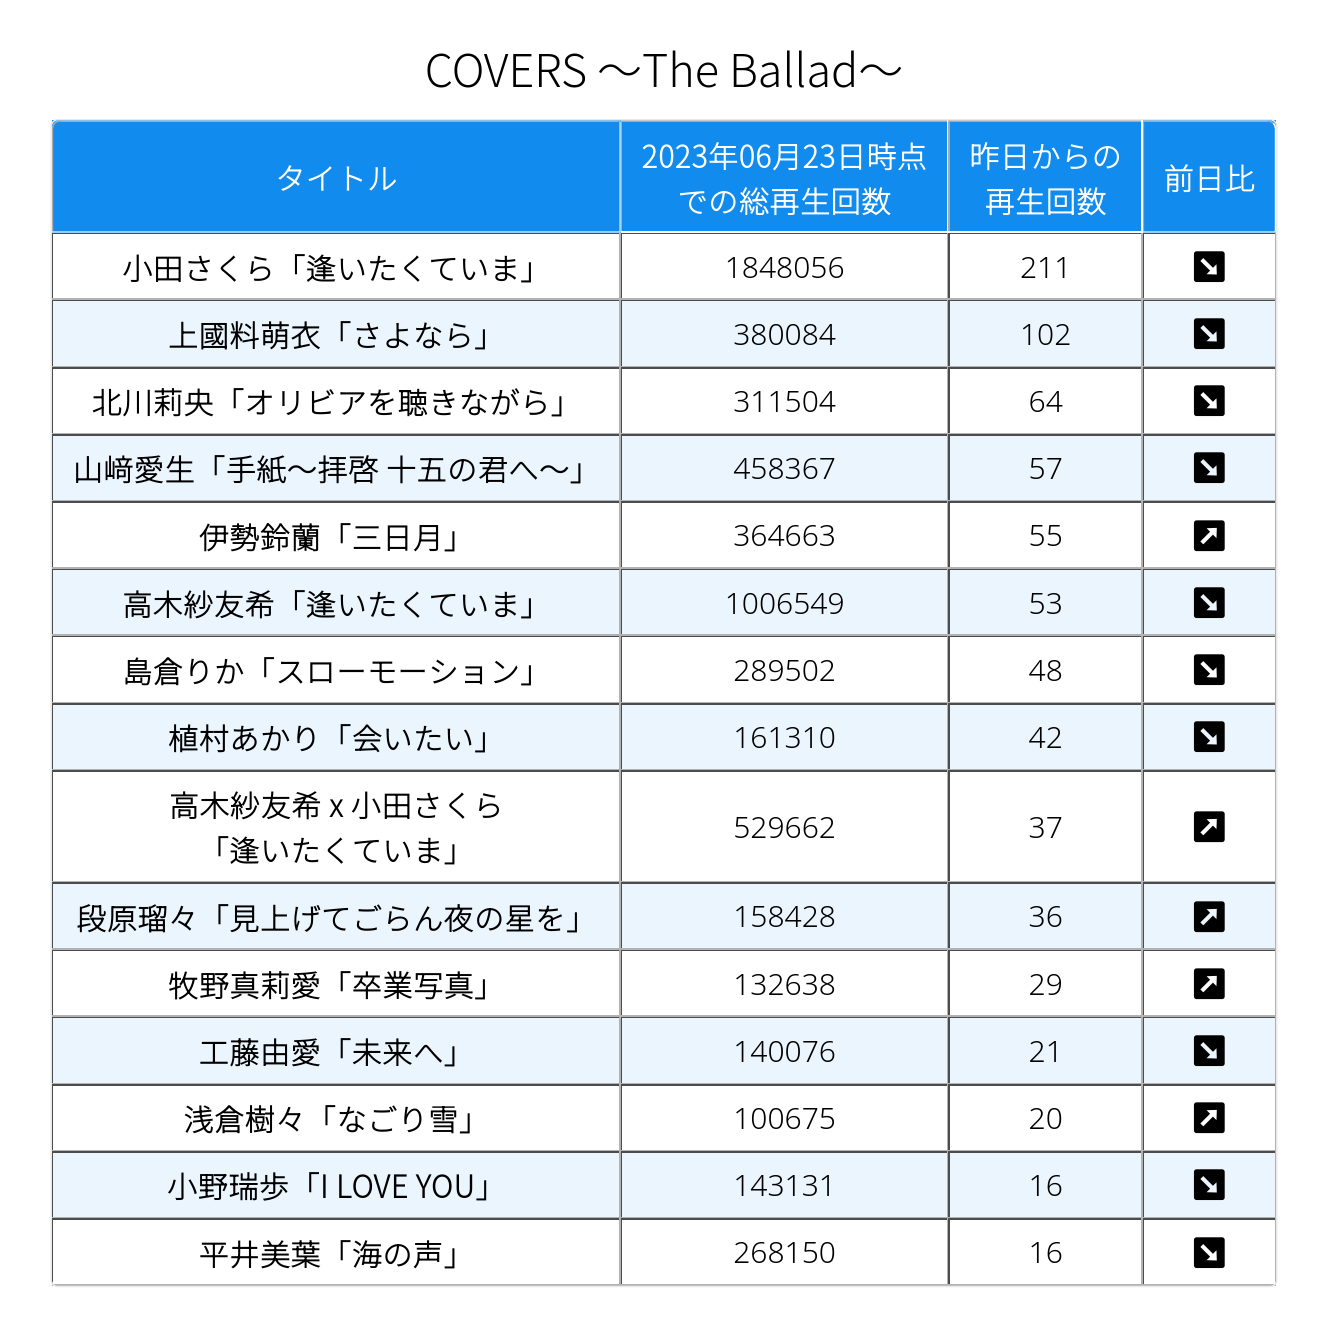 COVERS ～The Ballad～
タイトル
2023年06月23日時点
での総再生回数
昨日からの
再生回数
前日比
小田さくら「逢いたくていま」 1848056 211 ↘
上國料萌衣「さよなら」 380084 102 ↘
北川莉央「オリビアを聴きながら」 311504 64 ↘
山﨑愛生「手紙～拝啓 十五の君へ～」 458367 57 ↘
伊勢鈴蘭「三日月」 364663 55 ↗
高木紗友希「逢いたくていま」 1006549 53 ↘
島倉りか「スローモーション」 289502 48 ↘
植村あかり「会いたい」 161310 42 ↘
高木紗友希 x 小田さくら
「逢いたくていま」 529662 37 ↗
段原瑠々「見上げてごらん夜の星を」 158428 36 ↗
牧野真莉愛「卒業写真」 132638 29 ↗
工藤由愛「未来へ」 140076 21 ↘
浅倉樹々「なごり雪」 100675 20 ↗
小野瑞歩「I LOVE YOU」 143131 16 ↘
平井美葉「海の声」 268150 16 ↘